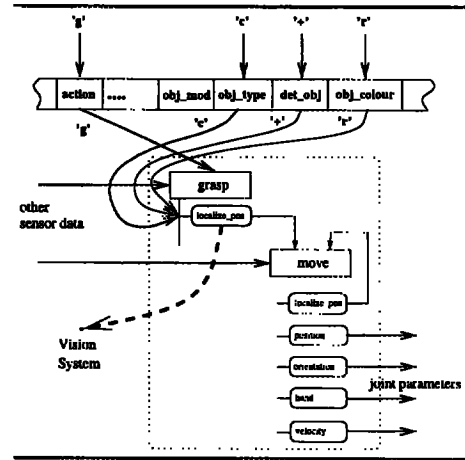 'g' 'c' '+' 'r'
action .... obj_mod obj_type det_obj obj_colour
'g' 'c' '+' 'r'
grasp
other
sensor data
localize_pos
move
localize_pos
Vision
System
position
orientation
joint parameters
hand
velocity